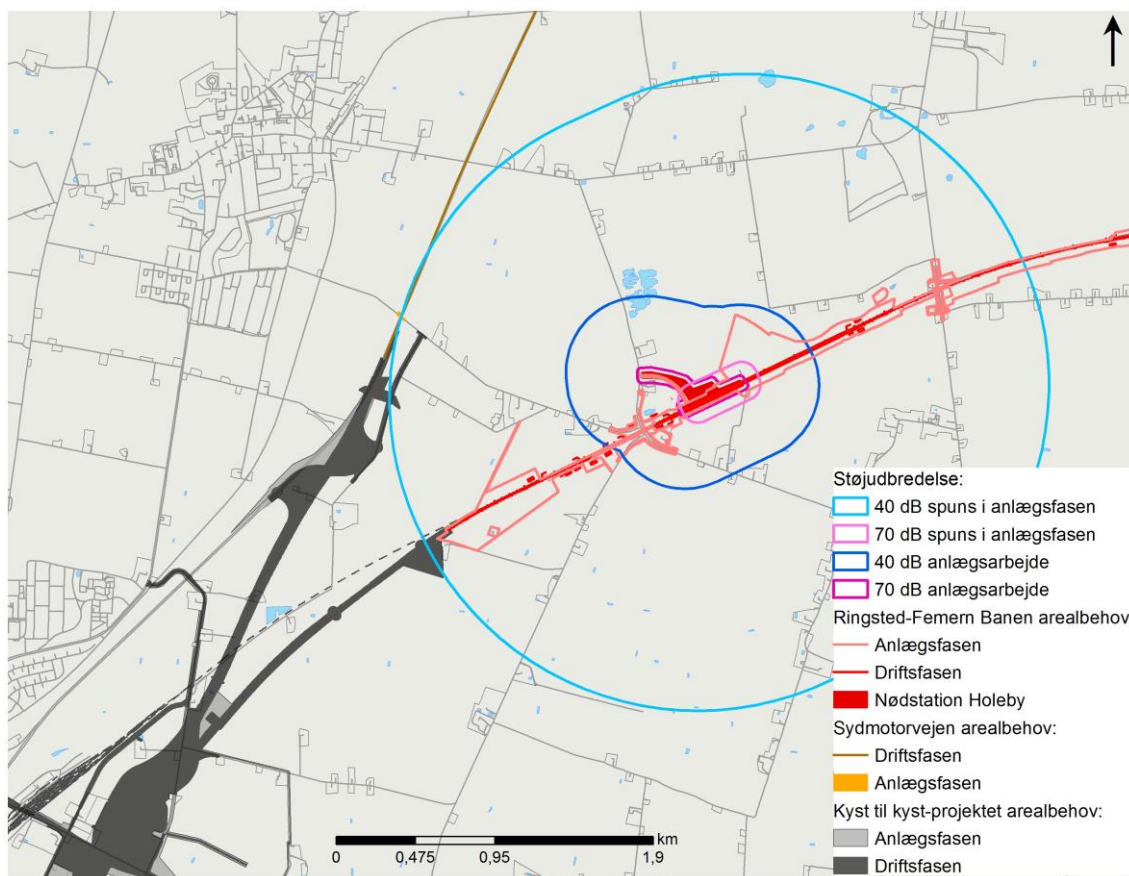 Støjudbredelse:
40 dB spuns i anlægsfasen
70 dB spuns i anlægsfasen
40 dB anlægsarbejde
70 dB anlægsarbejde
Ringsted-Femern Banen arealbehov
Anlægsfasen
Driftsfasen
Nødstation Holeby
Sydmotorvejen arealbehov:
Driftsfasen
Anlægsfasen
Kyst til kyst-projektet arealbehov:
Anlægsfasen
Driftsfasen
km
0 0,475 0,95 1,9